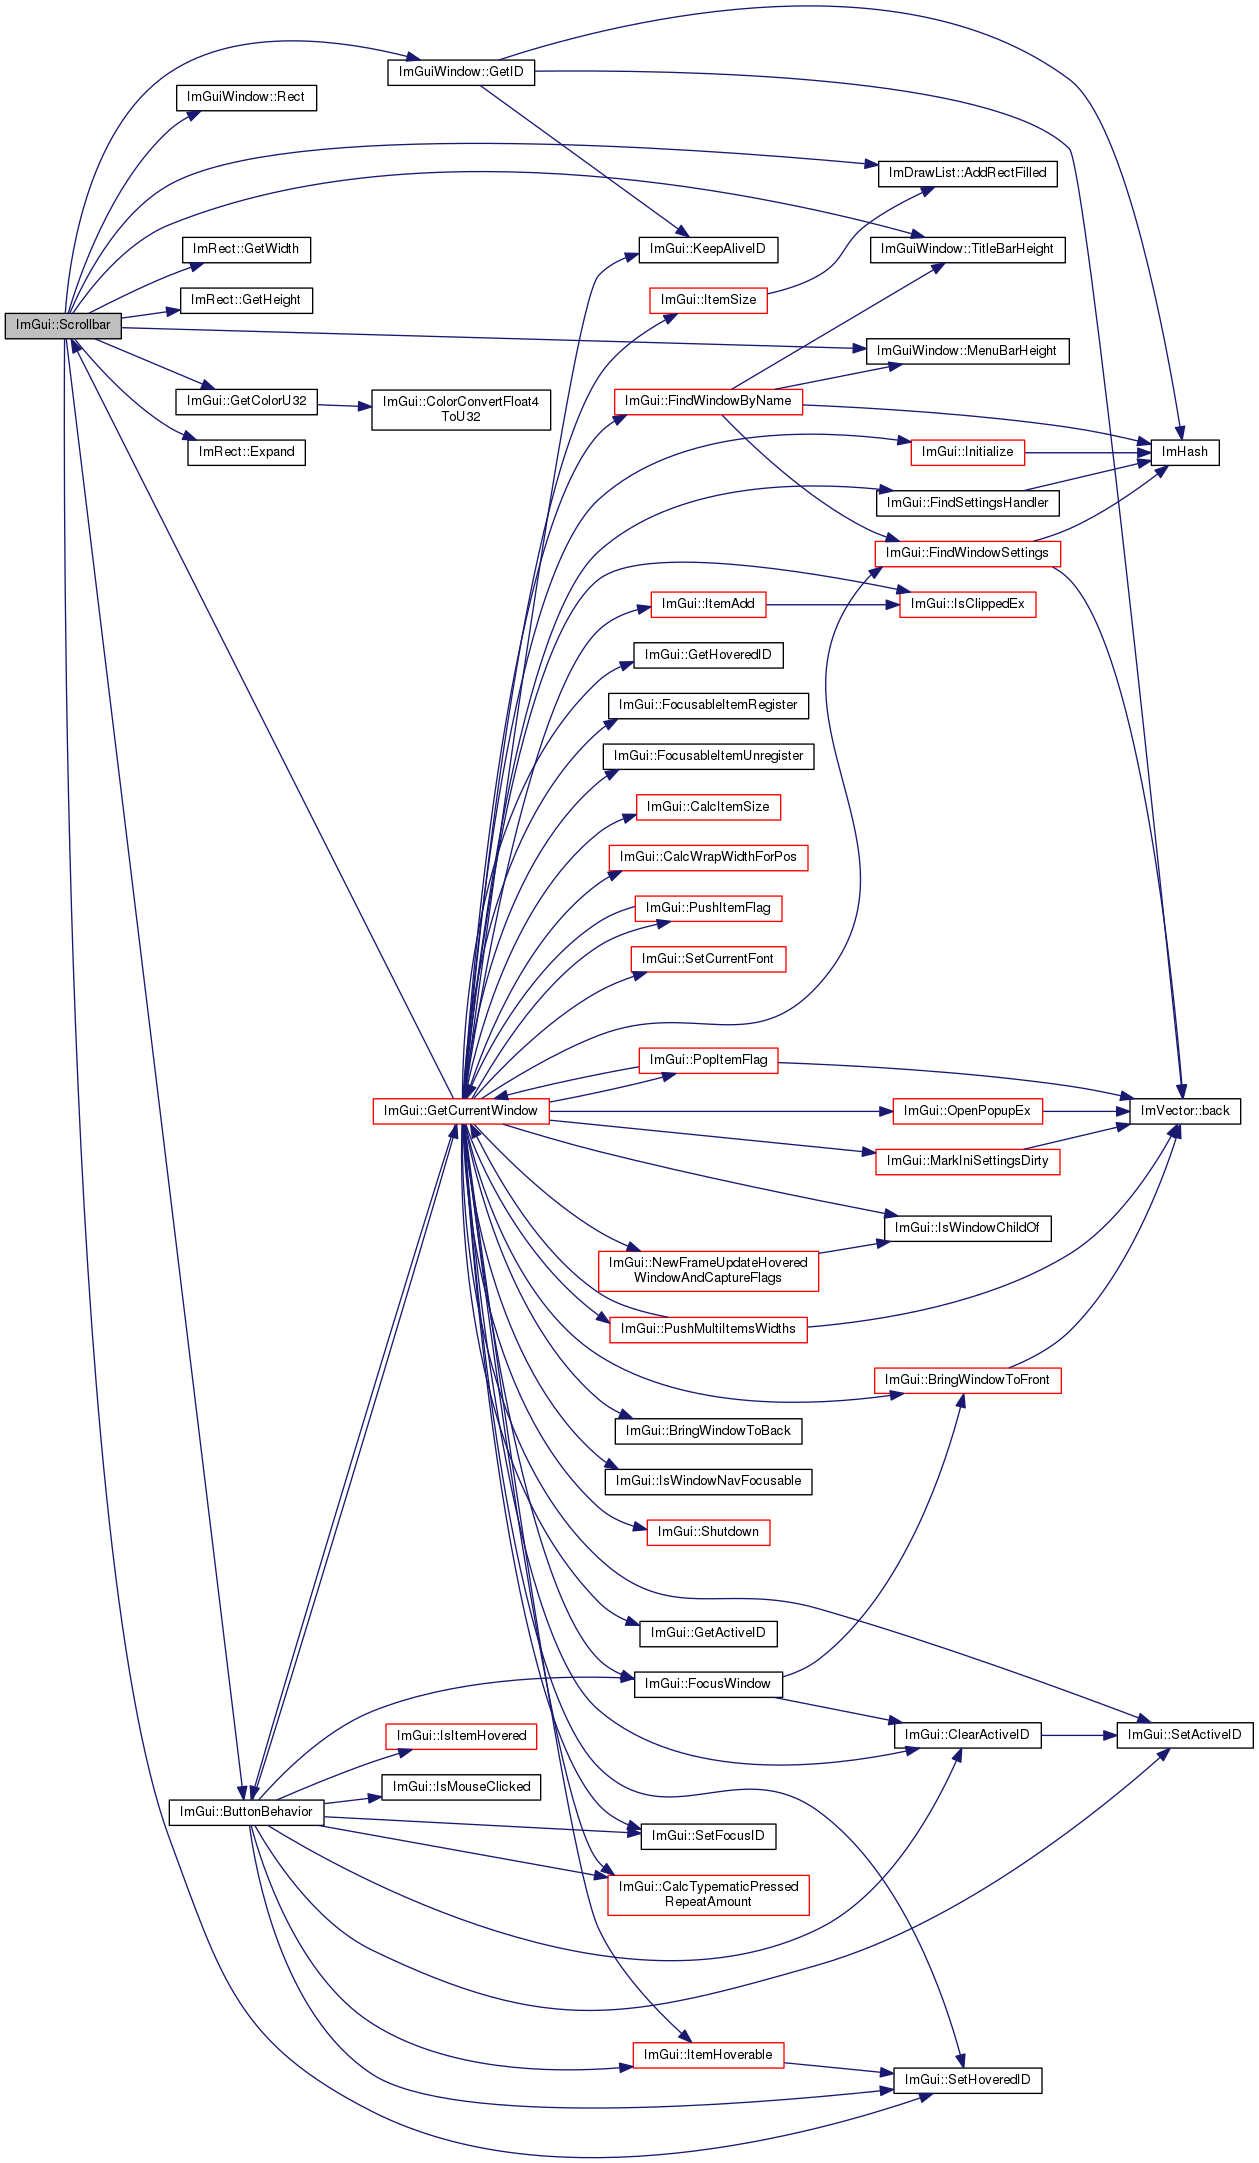 ImGuiWindow::GetID
ImGuiWindow::Rect
ImDrawList::AddRectFilled
ImRect::GetWidth
ImGui::KeepAliveID
ImGuiWindow::TitleBarHeight
ImRect::GetHeight
ImGui::ItemSize
ImGui::Scrollbar
ImGuiWindow::MenuBarHeight
ImGui::GetColorU32
ImGui::ColorConvertFloat4
ToU32
ImGui::FindWindowByName
ImRect::Expand
ImGui::Initialize
ImHash
ImGui::FindSettingsHandler
ImGui::FindWindowSettings
ImGui::ItemAdd
ImGui::IsClippedEx
ImGui::GetHoveredID
ImGui::FocusableItemRegister
ImGui::FocusableItemUnregister
ImGui::CalcItemSize
ImGui::CalcWrapWidthForPos
ImGui::PushItemFlag
ImGui::SetCurrentFont
ImGui::PopItemFlag
ImGui::GetCurrentWindow
ImGui::OpenPopupEx
ImVector::back
ImGui::MarkIniSettingsDirty
ImGui::IsWindowChildOf
ImGui::NewFrameUpdateHovered
WindowAndCaptureFlags
ImGui::PushMultiItemsWidths
ImGui::BringWindowToFront
ImGui::BringWindowToBack
ImGui::IsWindowNavFocusable
ImGui::Shutdown
ImGui::GetActiveID
ImGui::FocusWindow
ImGui::IsItemHovered
ImGui::ClearActiveID
ImGui::SetActiveID
ImGui::IsMouseClicked
ImGui::ButtonBehavior
ImGui::SetFocusID
ImGui::CalcTypematicPressed
RepeatAmount
ImGui::ItemHoverable
ImGui::SetHoveredID